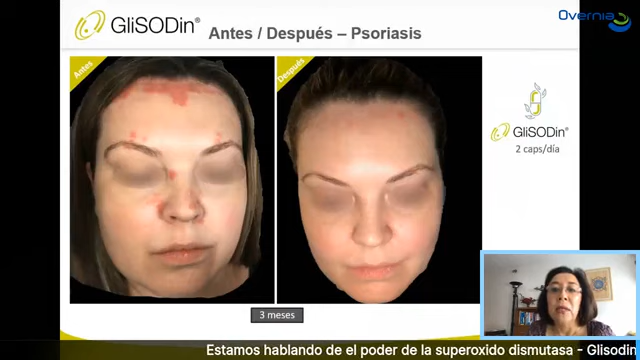 GLiSODin®
Antes / Después – Psoriasis
Overnia
Antes
Después
GLiSODin®
2 caps/día
3 meses
Estamos hablando de el poder de la superoxido dismutasa - Glisodin